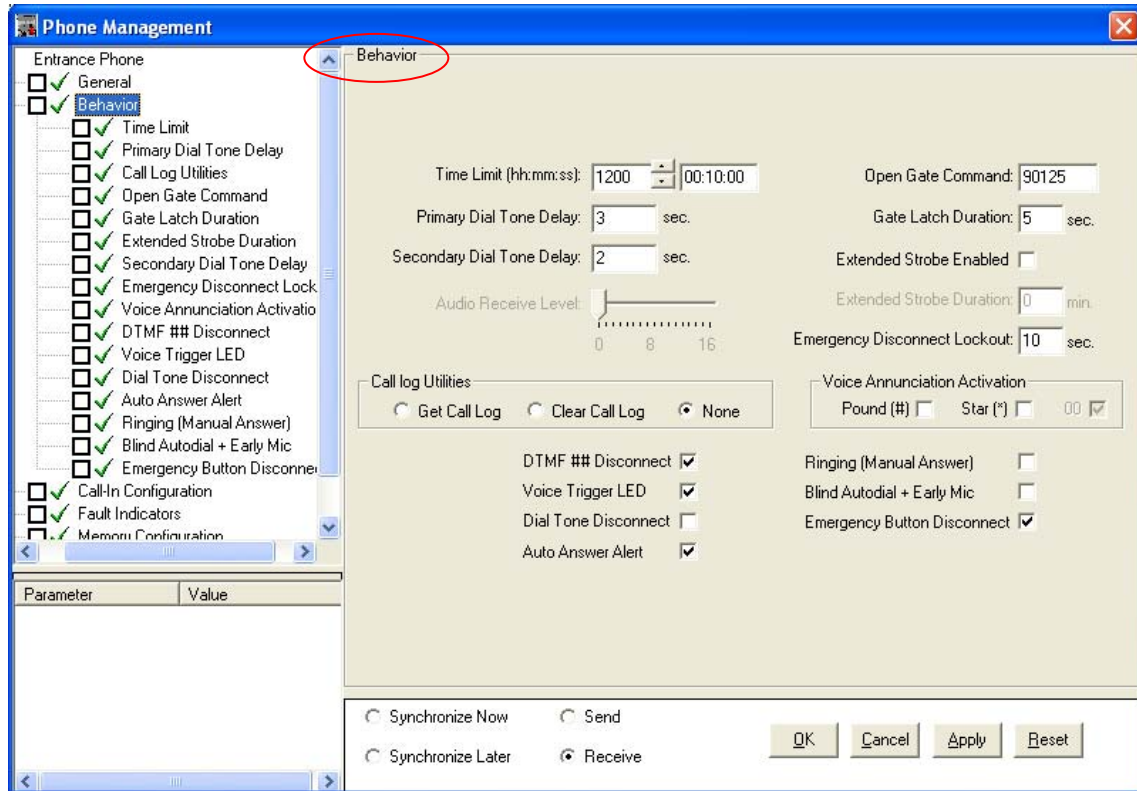 Phone Management
Entrance Phone
General
Behavior
Time Limit
Primary Dial Tone Delay
Call Log Utilities
Open Gate Command
Gate Latch Duration
Extended Strobe Duration
Secondary Dial Tone Delay
Emergency Disconnect Lock
Voice Annunciation Activatio
DTMF ## Disconnect
Voice Trigger LED
Dial Tone Disconnect
Auto Answer Alert
Ringing (Manual Answer)
Blind Autodial + Early Mic
Emergency Button Disconne
Call-In Configuration
Fault Indicators
Memory Configuration
Parameter Value
Behavior
Time Limit (hh:mm:ss): 1200 00:10:00
Primary Dial Tone Delay: 3 sec.
Secondary Dial Tone Delay: 2 sec.
Audio Receive Level:
0 8 16
Open Gate Command: 90125
Gate Latch Duration: 5 sec.
Extended Strobe Enabled
Extended Strobe Duration: 0 min.
Emergency Disconnect Lockout: 10 sec.
Call log Utilities
Get Call Log Clear Call Log None
Voice Annunciation Activation
Pound (#) Star (*) 00
DTMF ## Disconnect
Voice Trigger LED
Dial Tone Disconnect
Auto Answer Alert
Ringing (Manual Answer)
Blind Autodial + Early Mic
Emergency Button Disconnect
Synchronize Now Send
Synchronize Later Receive
OK Cancel Apply Reset